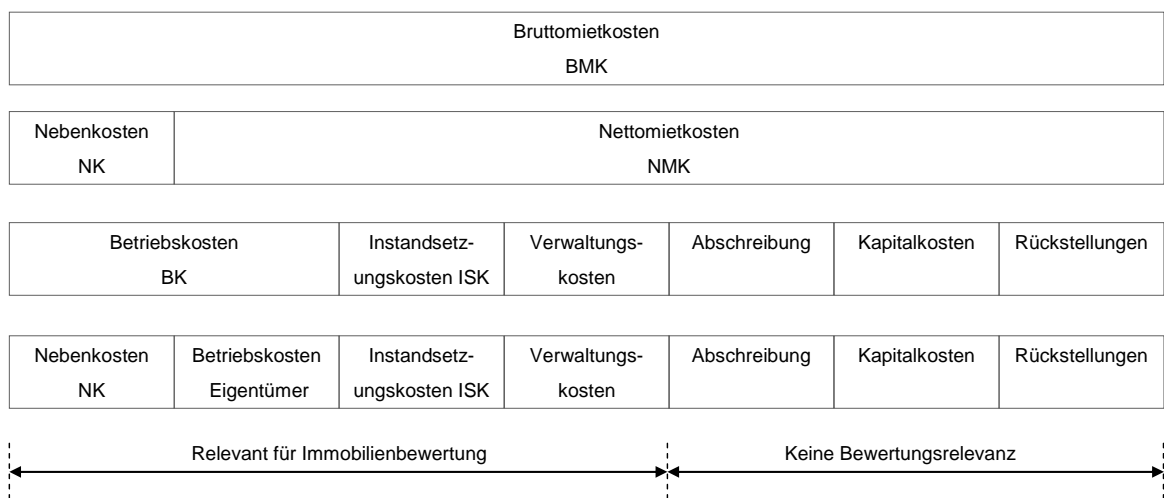 Bruttomietkosten
BMK
Nebenkosten
NK
Nettomietkosten
NMK
Betriebskosten
BK
Instandsetz-
ungskosten ISK
Verwaltungs-
kosten
Abschreibung
Kapitalkosten
Rückstellungen
Nebenkosten
NK
Betriebskosten
Eigentümer
Instandsetz-
ungskosten ISK
Verwaltungs-
kosten
Abschreibung
Kapitalkosten
Rückstellungen
Relevant für Immobilienbewertung
Keine Bewertungsrelevanz